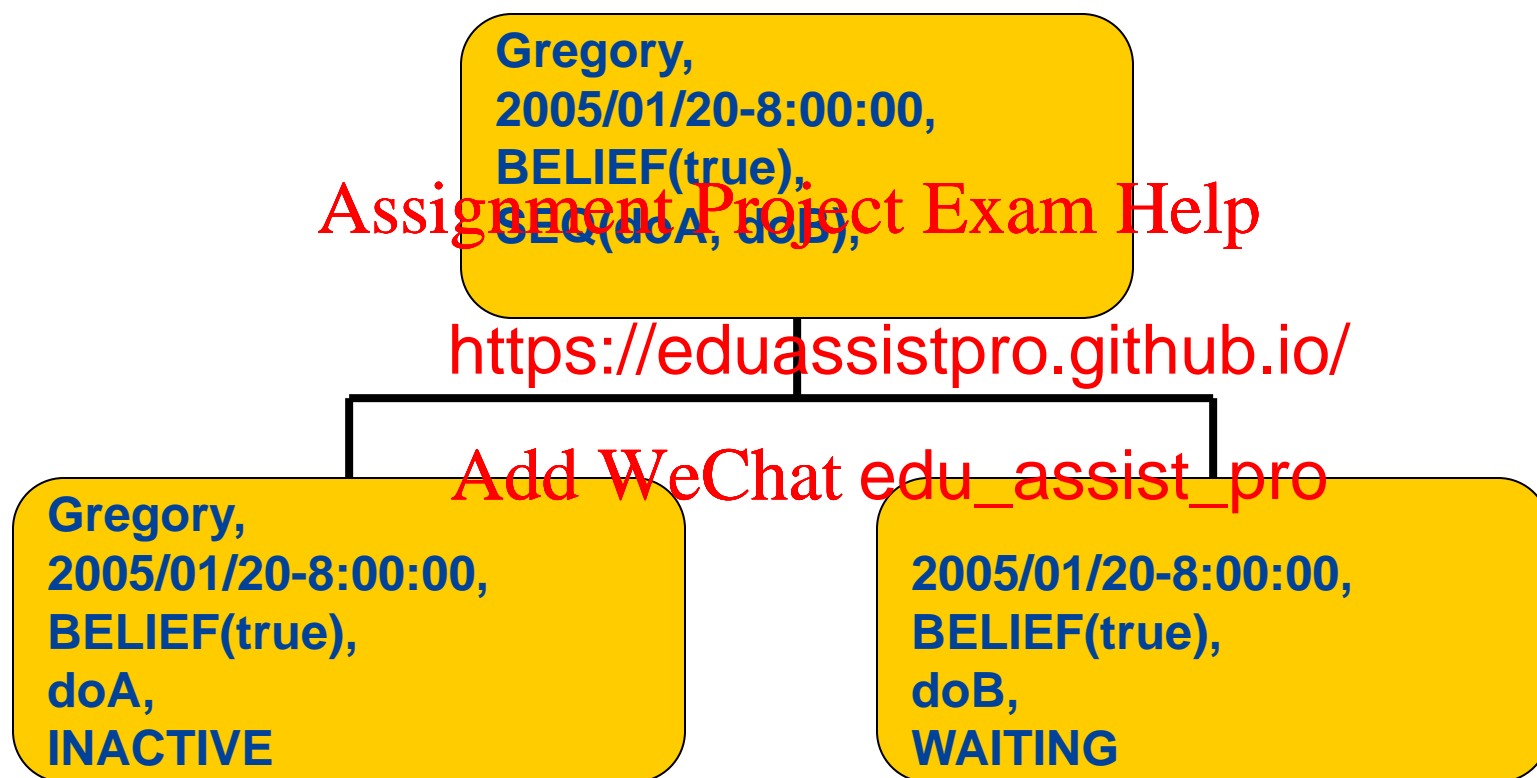 Gregory,
2005/01/20-8:00:00,
BELIEF(true),
SEQ(doA, doB),
Assignment Project Exam Help
https://eduassistpro.github.io/
Add WeChat edu_assist_pro
Gregory,
2005/01/20-8:00:00,
BELIEF(true),
doA,
INACTIVE
2005/01/20-8:00:00,
BELIEF(true),
doB,
WAITING